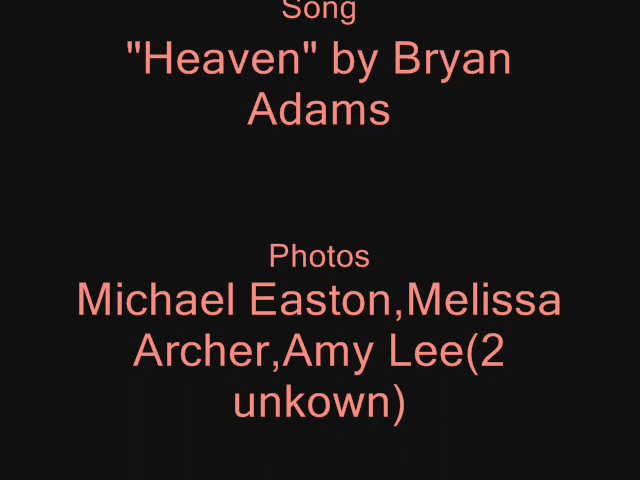 Song
"Heaven" by Bryan
Adams
Photos
Michael Easton,Melissa
Archer,Amy Lee(2
unkown)